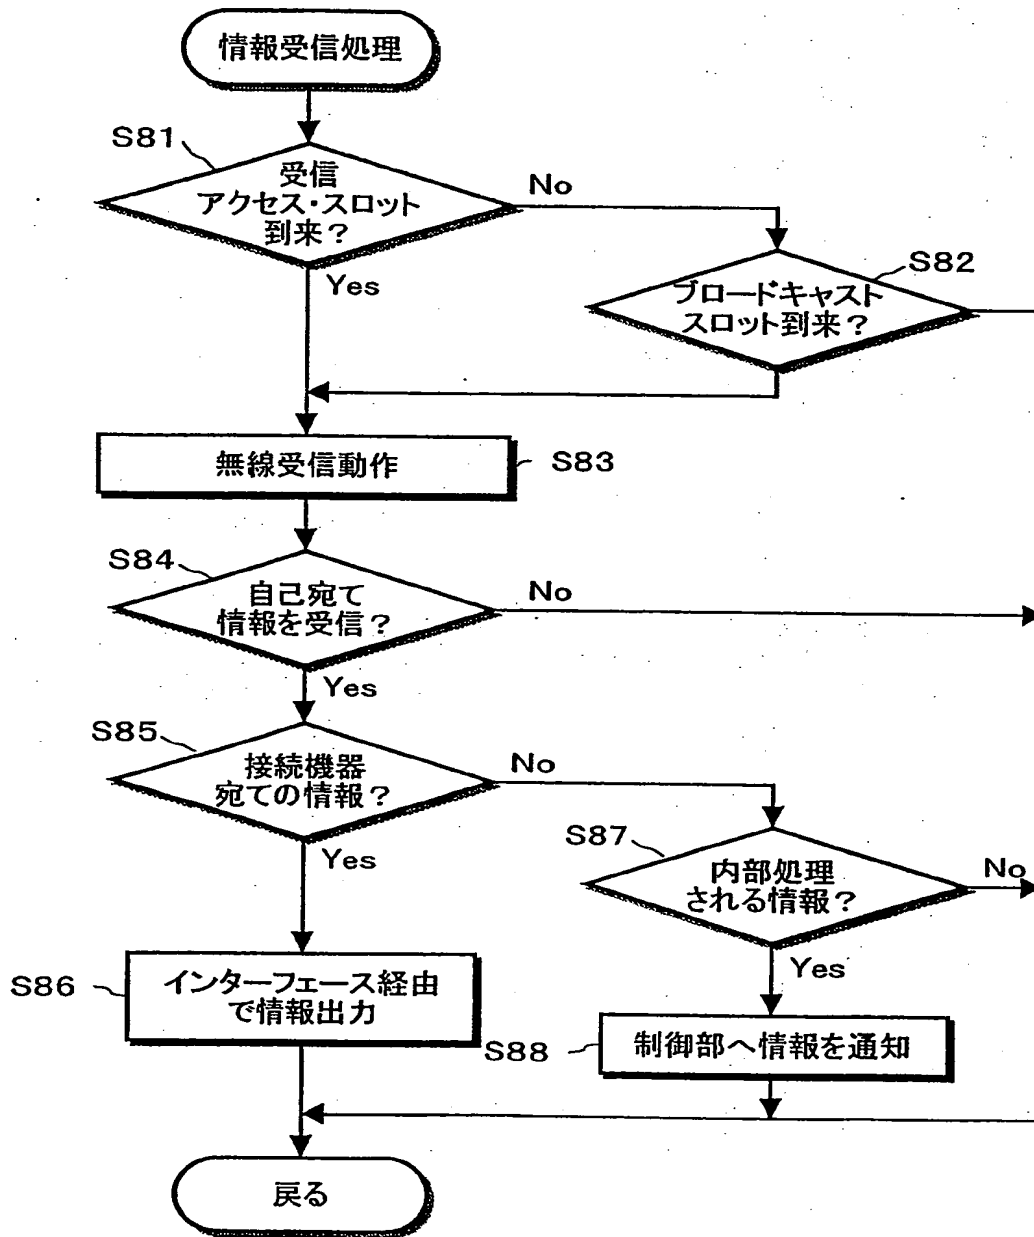 情報受信処理
S81
受信
アクセス・スロット
到来？
No
Yes
S82
ブロードキャスト
スロット到来？
無線受信動作
S83
S84
自己宛て
情報を受信？
No
Yes
S85
接続機器
宛ての情報？
No
Yes
S87
内部処理
される情報？
No
Yes
S86
インターフェース経由
で情報出力
S88
制御部へ情報を通知
戻る